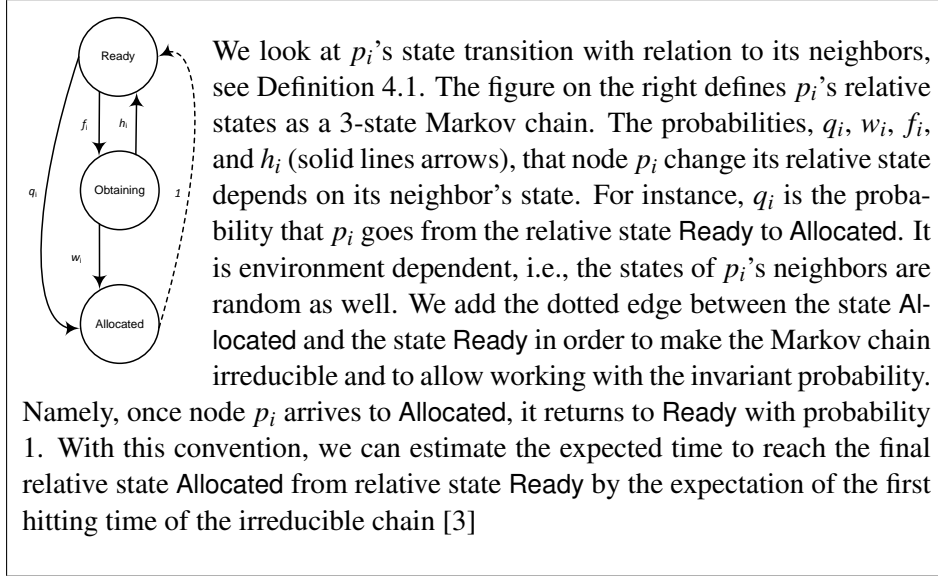 Ready
f_i
h_i
q_i
Obtaining
1
w_i
Allocated
We look at p_i’s state transition with relation to its neighbors,
see Definition 4.1. The figure on the right defines p_i’s relative
states as a 3-state Markov chain. The probabilities, q_i, w_i, f_i,
and h_i (solid lines arrows), that node p_i change its relative state
depends on its neighbor’s state. For instance, q_i is the proba-
bility that p_i goes from the relative state Ready to Allocated. It
is environment dependent, i.e., the states of p_i’s neighbors are
random as well. We add the dotted edge between the state Al-
located and the state Ready in order to make the Markov chain
irreducible and to allow working with the invariant probability.
Namely, once node p_i arrives to Allocated, it returns to Ready with probability
1. With this convention, we can estimate the expected time to reach the final
relative state Allocated from relative state Ready by the expectation of the first
hitting time of the irreducible chain [3]